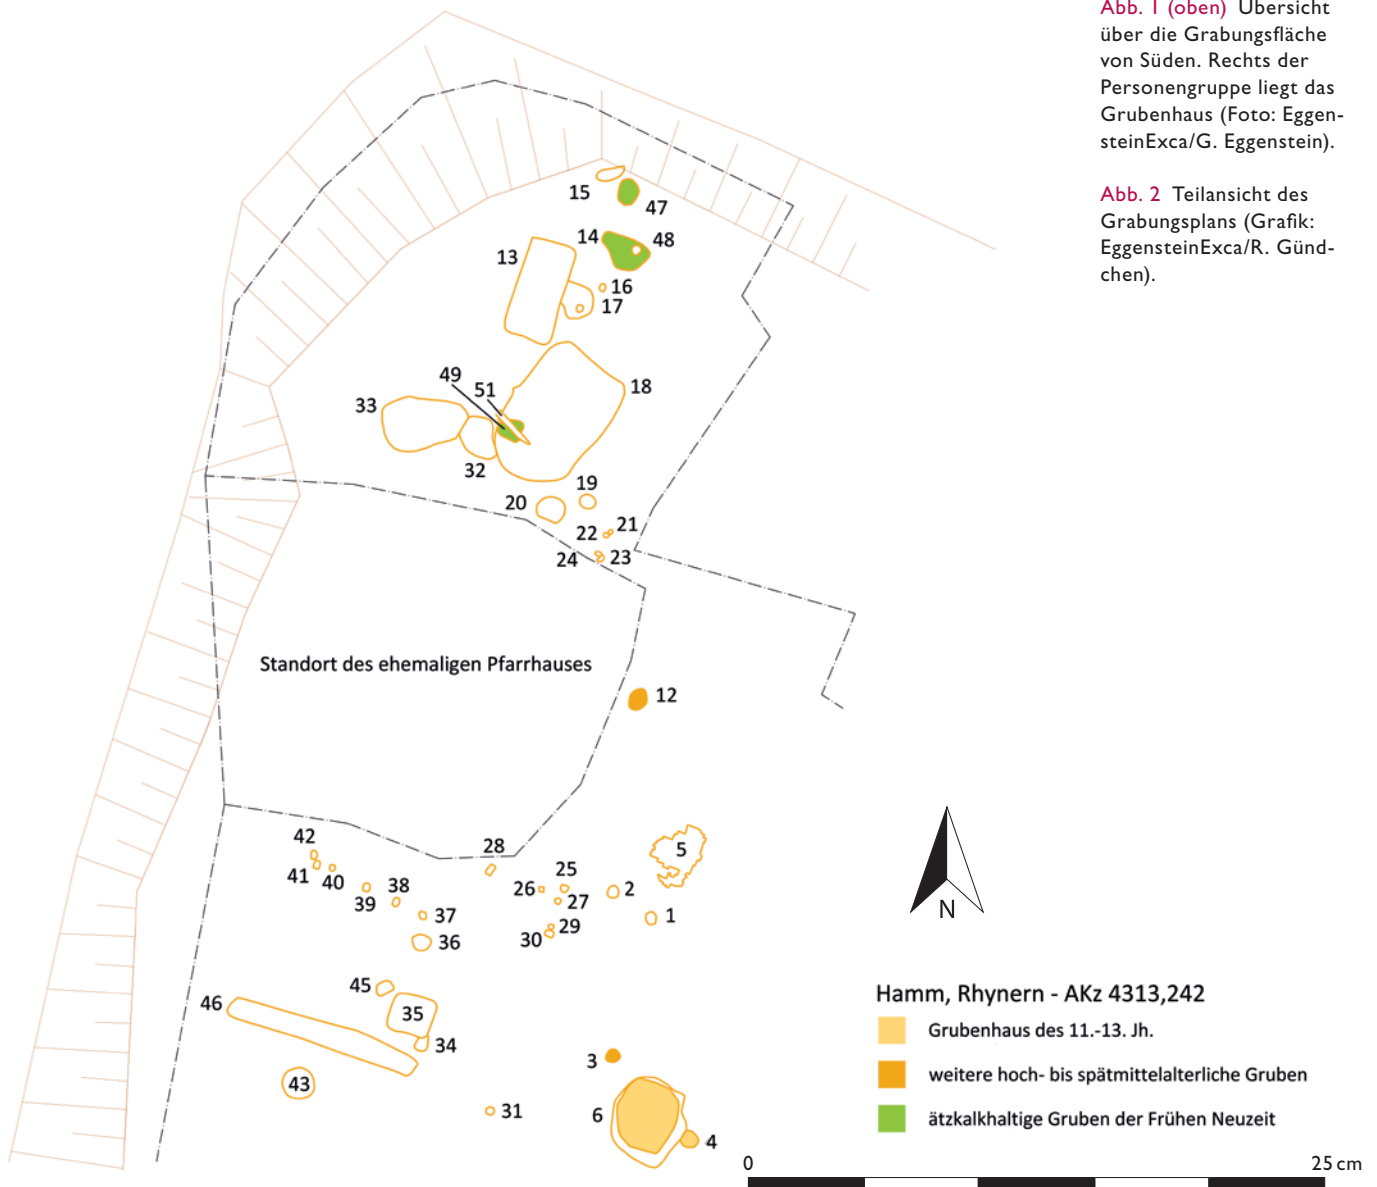 Abb. 1 (oben) Übersicht
über die Grabungsfläche
von Süden. Rechts der
Personengruppe liegt das
Grubenhaus (Foto: Eggen-
steinExca/G. Eggenstein).
Abb. 2 Teilansicht des
Grabungsplans (Grafik:
EggensteinExca/R. Günd-
chen).
15
47
14
48
13
16
17
49
51
18
33
32
19
20
21
22
24
23
Standort des ehemaligen Pfarrhauses
12
42
28
5
41
40
38
25
26
2
39
27
37
1
29
36
30
45
46
35
34
3
43
31
6
4
N
Hamm, Rhynern - AKz 4313,242
Grubenhaus des 11.-13. Jh.
weitere hoch- bis spätmittelalterliche Gruben
ätzkalkhaltige Gruben der Frühen Neuzeit
0
25 cm